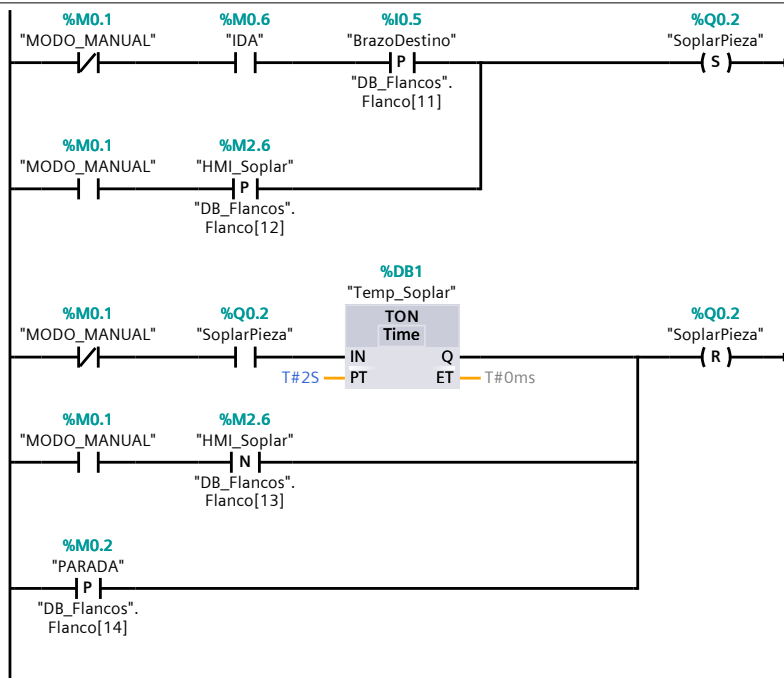 %M0.1 %M0.6 %I0.5 %Q0.2
"MODO_MANUAL" "IDA" "BrazoDestino" "SoplarPieza"
P S
"DB_Flancos".
Flanco[11]
%M0.1 %M2.6
"MODO_MANUAL" "HMI_Soplar"
P
"DB_Flancos".
Flanco[12]
%DB1
"Temp_Soplar"
%M0.1 %Q0.2 TON %Q0.2
"MODO_MANUAL" "SoplarPieza" Time "SoplarPieza"
IN Q R
T#2S PT ET T#0ms
%M0.1 %M2.6
"MODO_MANUAL" "HMI_Soplar"
N
"DB_Flancos".
Flanco[13]
%M0.2
"PARADA"
P
"DB_Flancos".
Flanco[14]